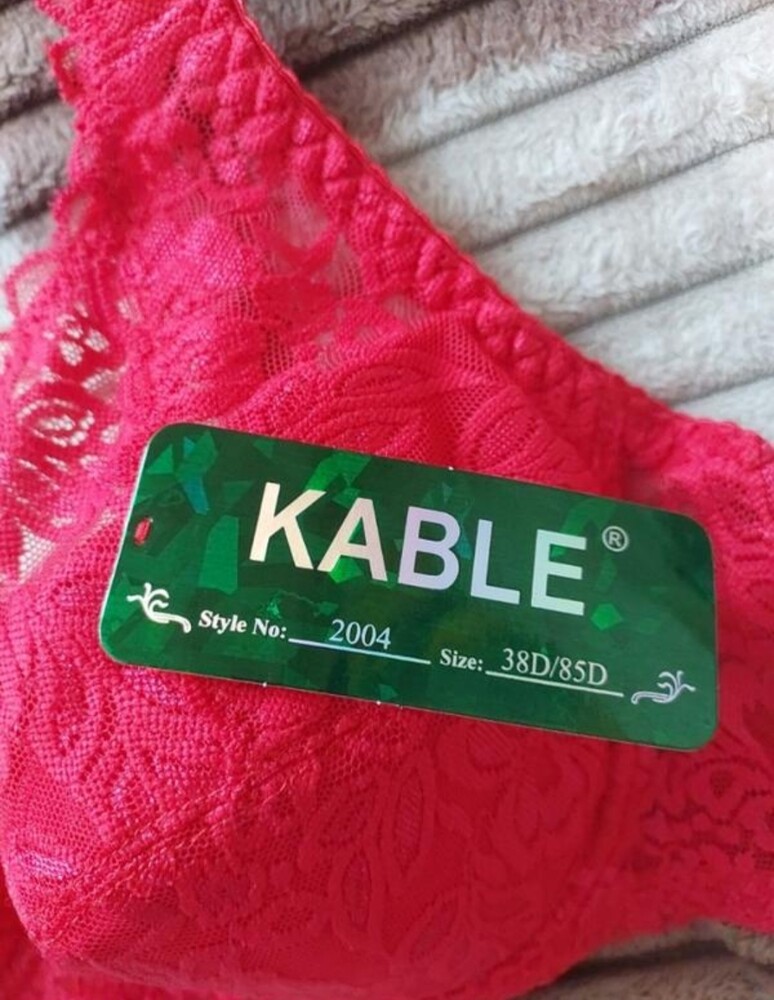 KABLE®
Style No: 2004
Size: 38D/85D